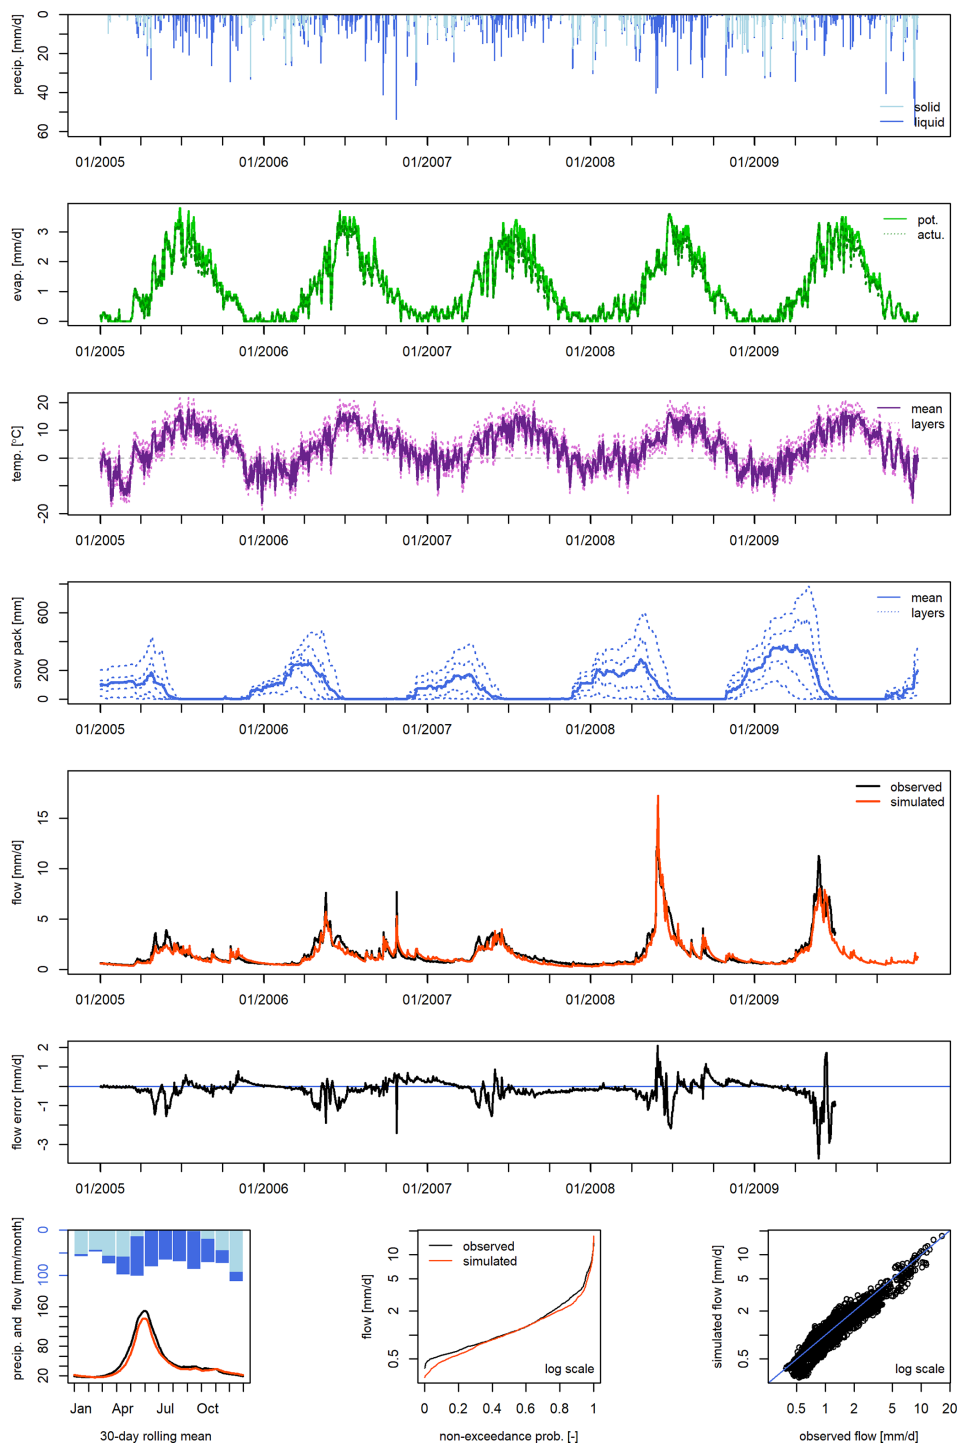 precip. [mm/d]
0
20
40
60
solid
liquid
01/2005 01/2006 01/2007 01/2008 01/2009
evap. [mm/d]
3
2
1
0
pot.
actu.
01/2005 01/2006 01/2007 01/2008 01/2009
temp. [°C]
20
10
0
-20
mean
layers
01/2005 01/2006 01/2007 01/2008 01/2009
snow pack [mm]
600
200
0
mean
layers
01/2005 01/2006 01/2007 01/2008 01/2009
flow [mm/d]
15
10
5
0
observed
simulated
01/2005 01/2006 01/2007 01/2008 01/2009
flow error [mm/d]
2
1
-1
-3
01/2005 01/2006 01/2007 01/2008 01/2009
precip. and flow [mm/month]
0
100
160
80
20
Jan Apr Jul Oct
30-day rolling mean
flow [mm/d]
10
5
2
0.5
observed
simulated
log scale
0 0.2 0.4 0.6 0.8 1
non-exceedance prob. [-]
simulated flow [mm/d]
10
5
2
0.5
log scale
0.5 1 2 5 10 20
observed flow [mm/d]